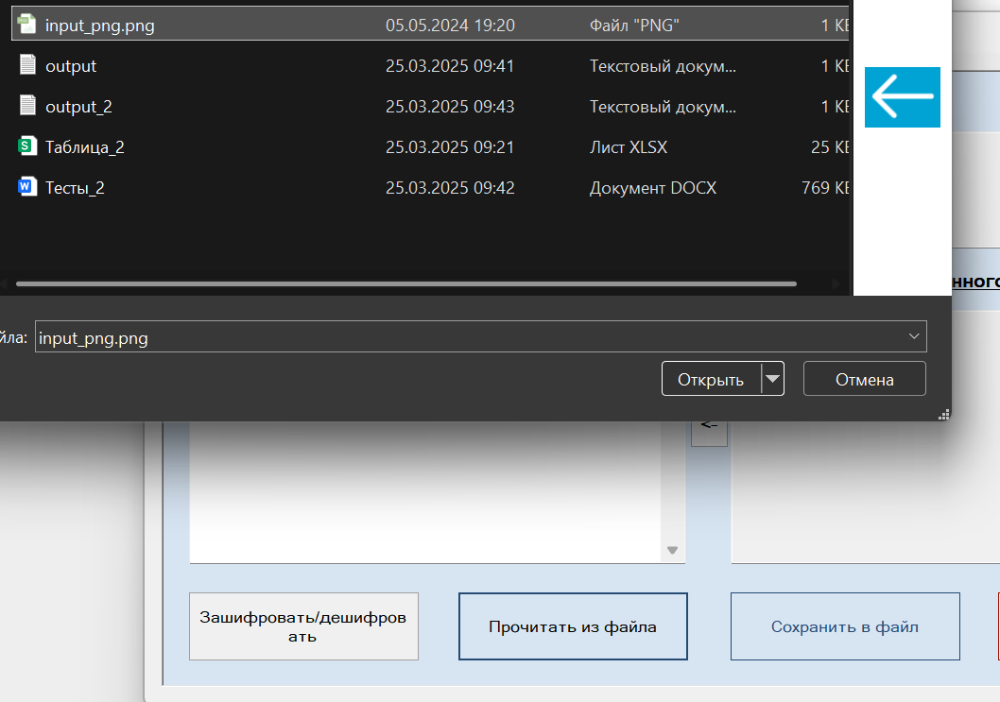 input_png.png 05.05.2024 19:20 Файл "PNG" 1 КБ
output 25.03.2025 09:41 Текстовый докум... 1 КБ
output_2 25.03.2025 09:43 Текстовый докум... 1 КБ
Таблица_2 25.03.2025 09:21 Лист XLSX 25 КБ
Тесты_2 25.03.2025 09:42 Документ DOCX 769 КБ
нного
йла: input_png.png
Открыть Отмена
<-
Зашифровать/дешифров
ать
Прочитать из файла
Сохранить в файл